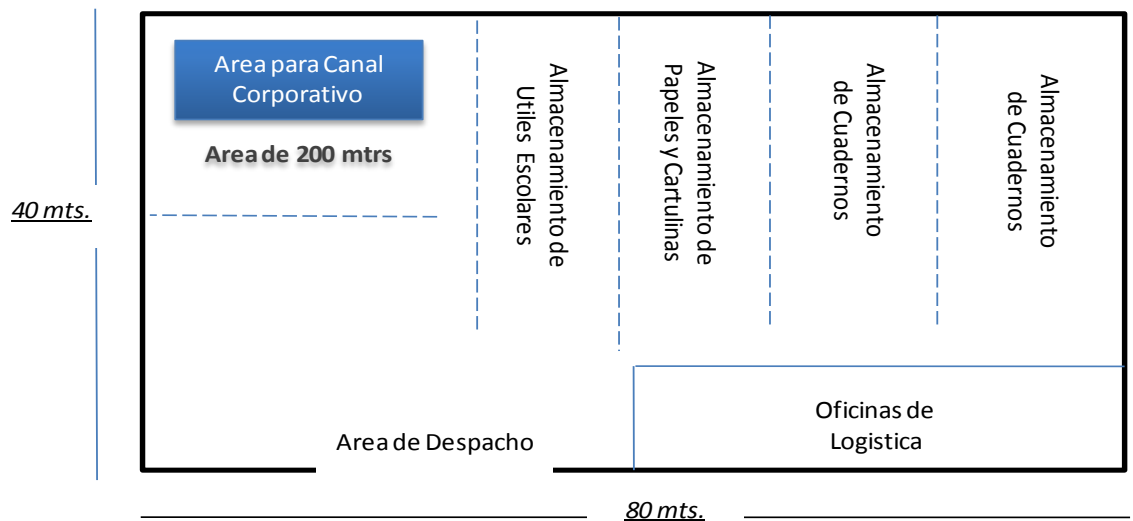 Area para Canal
Corporativo
Area de 200 mtrs
Almacenamiento de
Utiles Escolares
Almacenamiento de
Papeles y Cartulinas
Almacenamiento
de Cuadernos
Almacenamiento
de Cuadernos
40 mts.
Oficinas de
Logistica
Area de Despacho
80 mts.